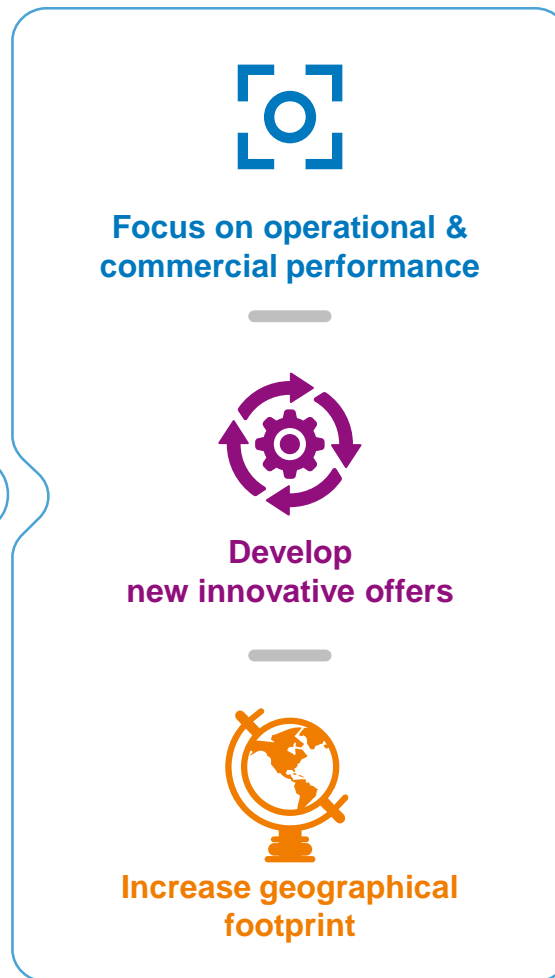 Focus on operational &
commercial performance
Develop
new innovative offers
Increase geographical
footprint